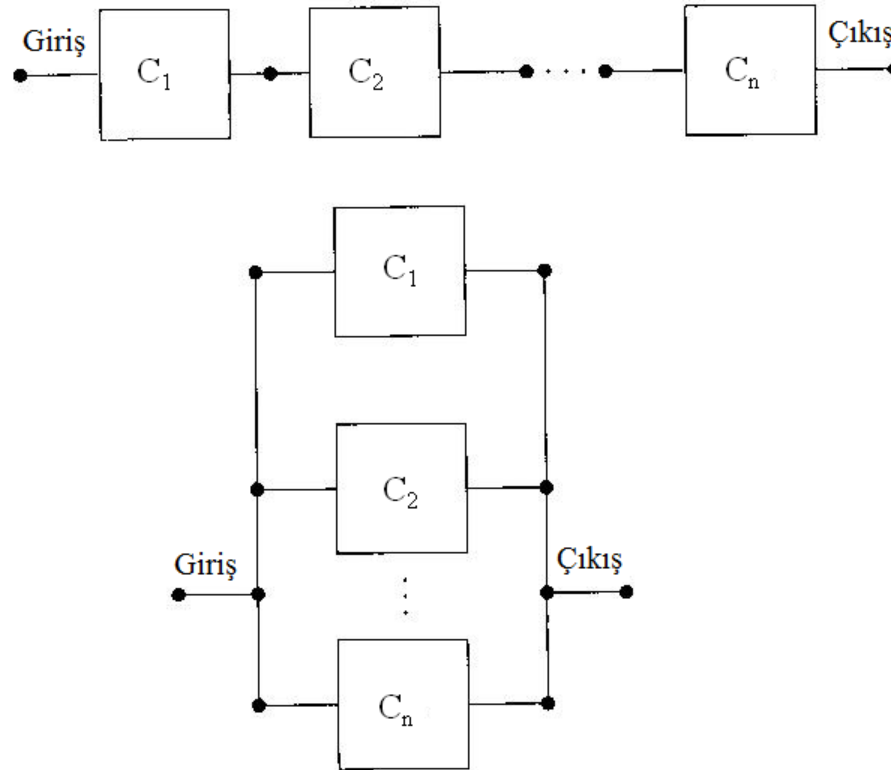 Giriş C₁ C₂ . . . Cₙ Çıkış
C₁
C₂
Giriş Çıkış
Cₙ